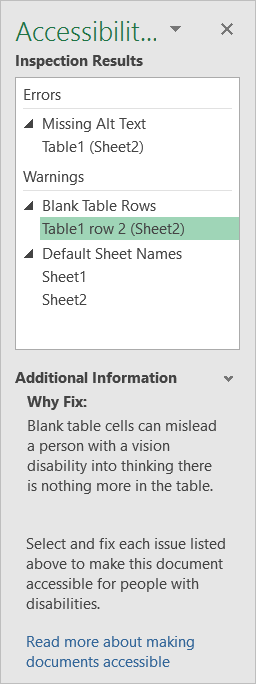 Accessibilit...
Inspection Results
Errors
Missing Alt Text
Table1 (Sheet2)
Warnings
Blank Table Rows
Table1 row 2 (Sheet2)
Default Sheet Names
Sheet1
Sheet2
Additional Information
Why Fix:
Blank table cells can mislead
a person with a vision
disability into thinking there
is nothing more in the table.
Select and fix each issue listed
above to make this document
accessible for people with
disabilities.
Read more about making
documents accessible